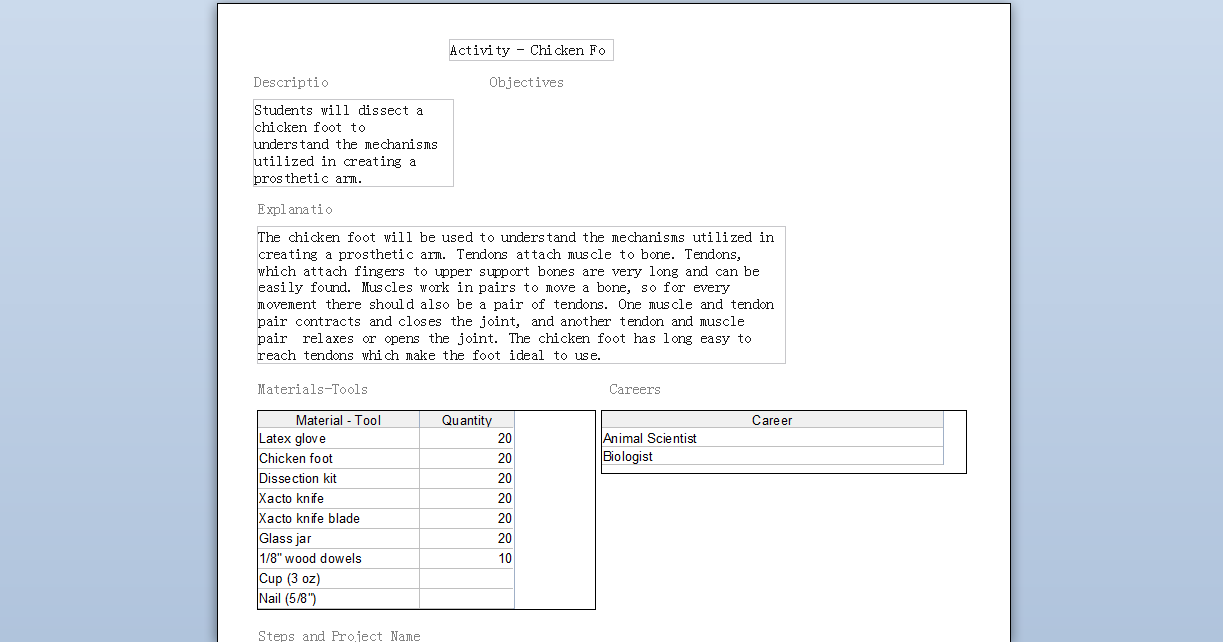 Activity - Chicken Fo
Descriptio
Objectives
Students will dissect a
chicken foot to
understand the mechanisms
utilized in creating a
prosthetic arm.
Explanatio
The chicken foot will be used to understand the mechanisms utilized in
creating a prosthetic arm. Tendons attach muscle to bone. Tendons,
which attach fingers to upper support bones are very long and can be
easily found. Muscles work in pairs to move a bone, so for every
movement there should also be a pair of tendons. One muscle and tendon
pair contracts and closes the joint, and another tendon and muscle
pair  relaxes or opens the joint. The chicken foot has long easy to
reach tendons which make the foot ideal to use.
Materials-Tools
Careers
Material - Tool Quantity
Latex glove 20
Chicken foot 20
Dissection kit 20
Xacto knife 20
Xacto knife blade 20
Glass jar 20
1/8" wood dowels 10
Cup (3 oz)
Nail (5/8")
Career
Animal Scientist
Biologist
Steps and Project Name